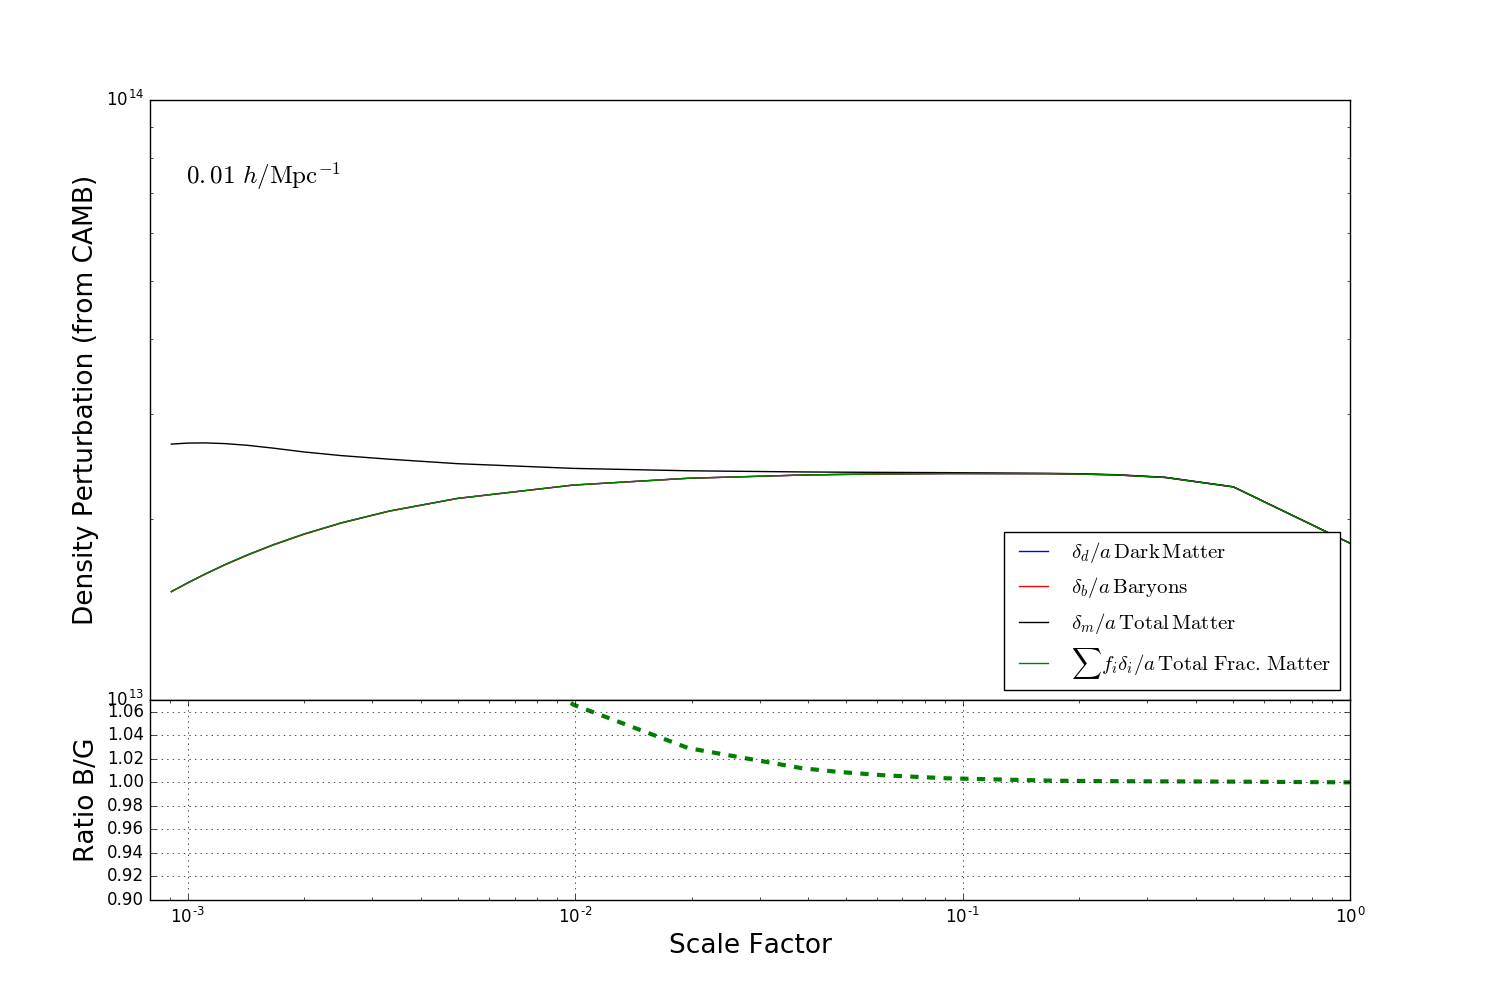 10^14
0.01 h/Mpc^−1
Density Perturbation (from CAMB)
δ_d/a Dark Matter
δ_b/a Baryons
δ_m/a Total Matter
∑f_iδ_i/a Total Frac. Matter
10^13
1.06
1.04
1.02
1.00
0.98
0.96
0.94
0.92
0.90
Ratio B/G
10^-3 10^-2 10^-1 10^0
Scale Factor